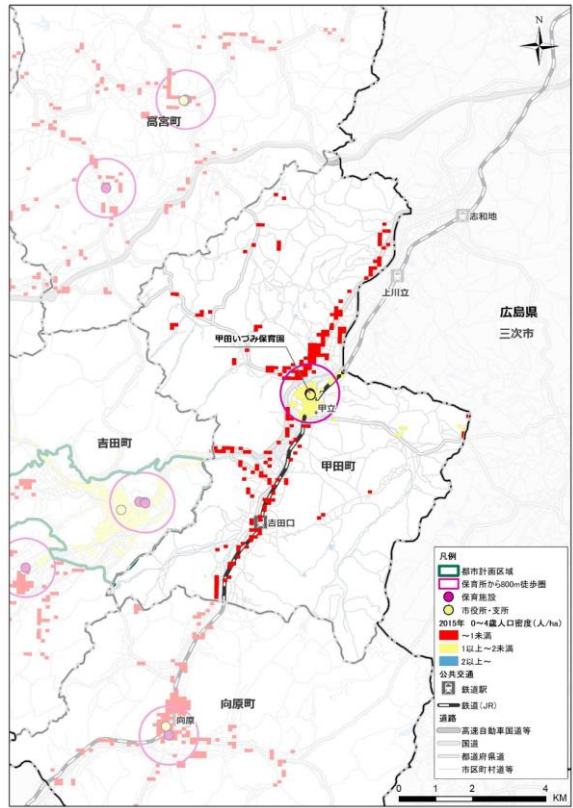 N
高宮町
志和地
上川立
広島県
三次市
甲田いづみ保育園
甲立
吉田町
甲田町
吉田口
向原町
向原
凡例
都市計画区域
保育所から800m徒歩圏
保育施設
市役所・支所
2015年 0～4歳人口密度(人/ha)
～1未満
1以上～2未満
2以上～
公共交通
鉄道駅
鉄道(JR)
道路
高速自動車国道等
国道
都道府県道
市区町村道等
0 1 2 4
KM